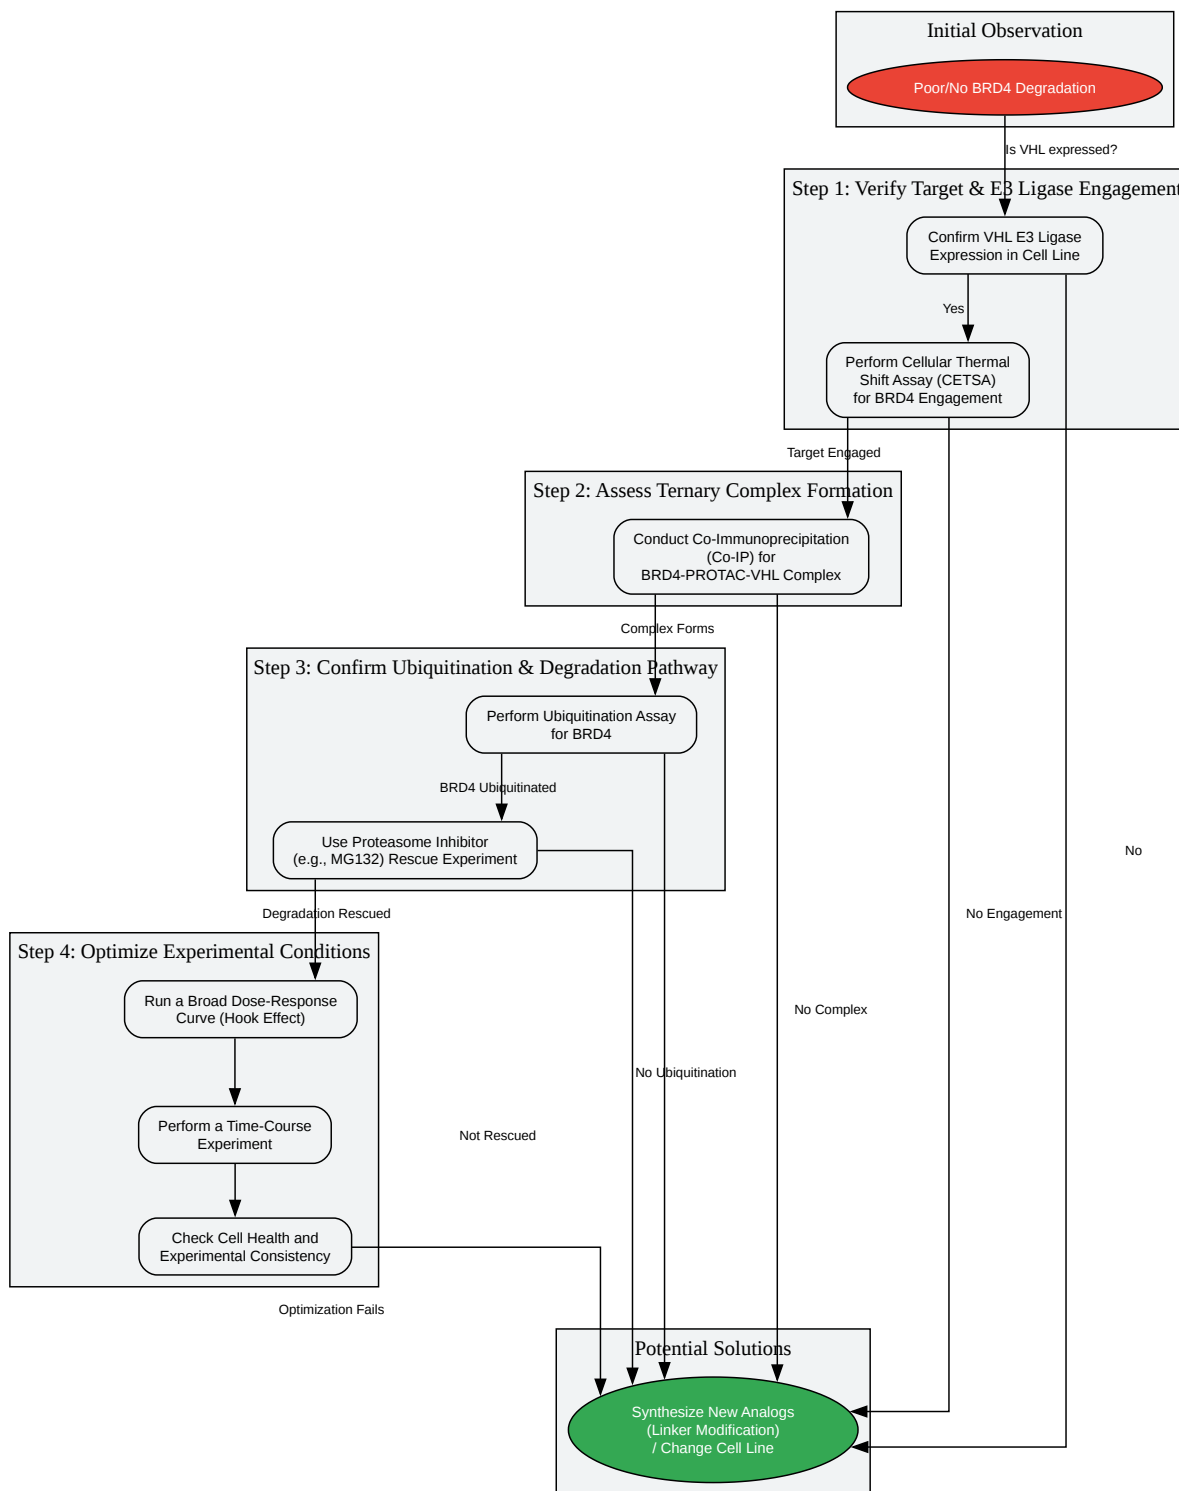 Initial Observation
Poor/No BRD4 Degradation
Is VHL expressed?
Step 1: Verify Target & E3 Ligase Engagement
Confirm VHL E3 Ligase
Expression in Cell Line
Yes
Perform Cellular Thermal
Shift Assay (CETSA)
for BRD4 Engagement
Target Engaged
Step 2: Assess Ternary Complex Formation
Conduct Co-Immunoprecipitation
(Co-IP) for
BRD4-PROTAC-VHL Complex
Complex Forms
Step 3: Confirm Ubiquitination & Degradation Pathway
Perform Ubiquitination Assay
for BRD4
BRD4 Ubiquitinated
Use Proteasome Inhibitor
(e.g., MG132) Rescue Experiment
No
Degradation Rescued
No Engagement
Step 4: Optimize Experimental Conditions
Run a Broad Dose-Response
Curve (Hook Effect)
No Complex
No Ubiquitination
Perform a Time-Course
Experiment
Not Rescued
Check Cell Health and
Experimental Consistency
Optimization Fails
Potential Solutions
Synthesize New Analogs
(Linker Modification)
/ Change Cell Line